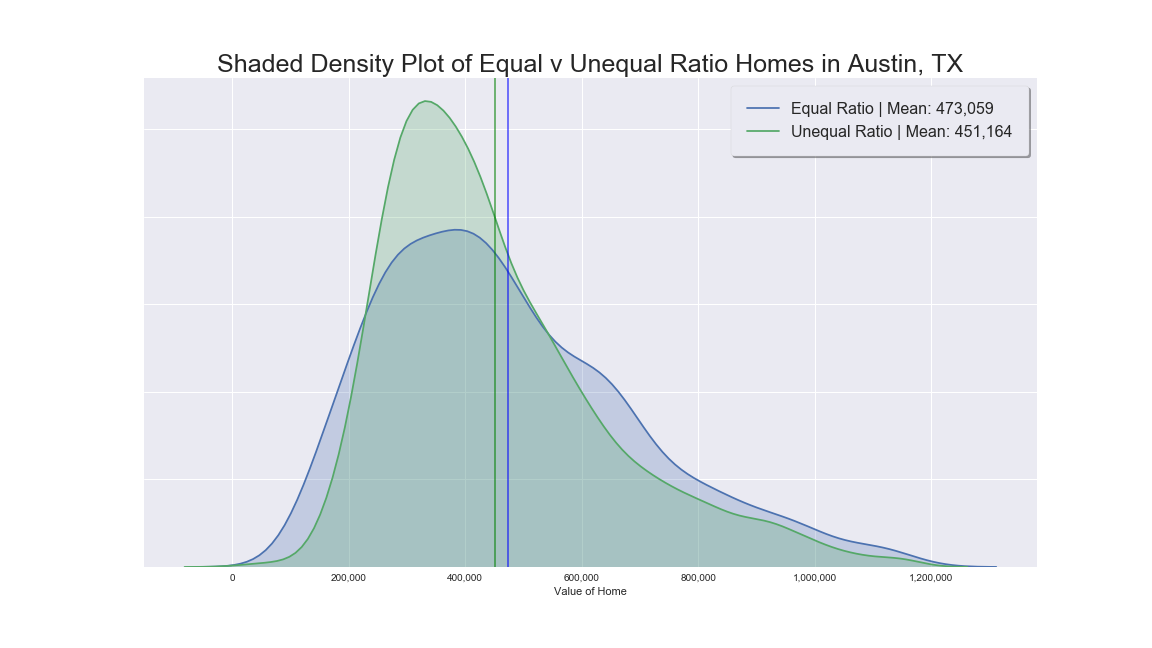 Shaded Density Plot of Equal v Unequal Ratio Homes in Austin, TX
Equal Ratio | Mean: 473,059
Unequal Ratio | Mean: 451,164
0 200,000 400,000 600,000 800,000 1,000,000 1,200,000
Value of Home